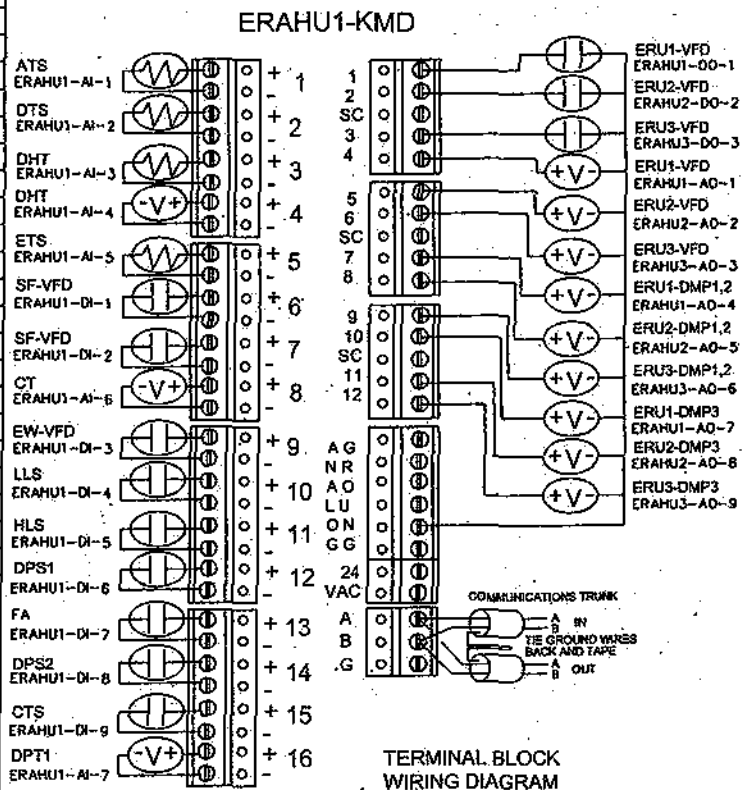 ERAHU1-KMD
ATS
ERAHU1-AI-1
+ 1
-
DTS
ERAHU1-AI-2
+ 2
-
DHT
ERAHU1-AI-3
+ 3
-
DHT
ERAHU1-AI-4
-V+
+ 4
-
ETS
ERAHU1-AI-5
+ 5
-
SF-VFD
ERAHU1-DI-1
+ 6
-
SF-VFD
ERAHU1-DI-2
+ 7
-
CT
ERAHU1-AI-6
-V+
+ 8
-
EW-VFD
ERAHU1-DI-3
+ 9
-
LLS
ERAHU1-DI-4
+ 10
-
HLS
ERAHU1-DI-5
+ 11
-
DPS1
ERAHU1-DI-6
+ 12
-
FA
ERAHU1-DI-7
+ 13
-
DPS2
ERAHU1-DI-8
+ 14
-
CTS
ERAHU1-DI-9
+ 15
-
DPT1
ERAHU1-AI-7
-V+
+ 16
-
1
2
SC
3
4
5
6
SC
7
8
9
10
SC
11
12
A G
N R
A O
L U
O N
G G
24
VAC
A
B
.G
ERU1-VFD
ERAHU1-DO-1
ERU2-VFD
ERAHU2-DO-2
ERU3-VFD
ERAHU3-DO-3
+V-
ERU1-VFD
ERAHU1-AO-1
+V-
ERU2-VFD
ERAHU2-AO-2
+V-
ERU3-VFD
ERAHU3-AO-3
+V-
ERU1-DMP1,2
ERAHU1-AO-4
+V-
ERU2-DMP1,2
ERAHU2-AO-5
+V-
ERU3-DMP1,2
ERAHU3-AO-6
+V-
ERU1-DMP3
ERAHU1-AO-7
+V-
ERU2-DMP3
ERAHU2-AO-8
+V-
ERU3-DMP3
ERAHU3-AO-9
COMMUNICATIONS TRUNK
A
B IN
TIE GROUND WIRES
BACK AND TAPE
A
B OUT
TERMINAL BLOCK
WIRING DIAGRAM